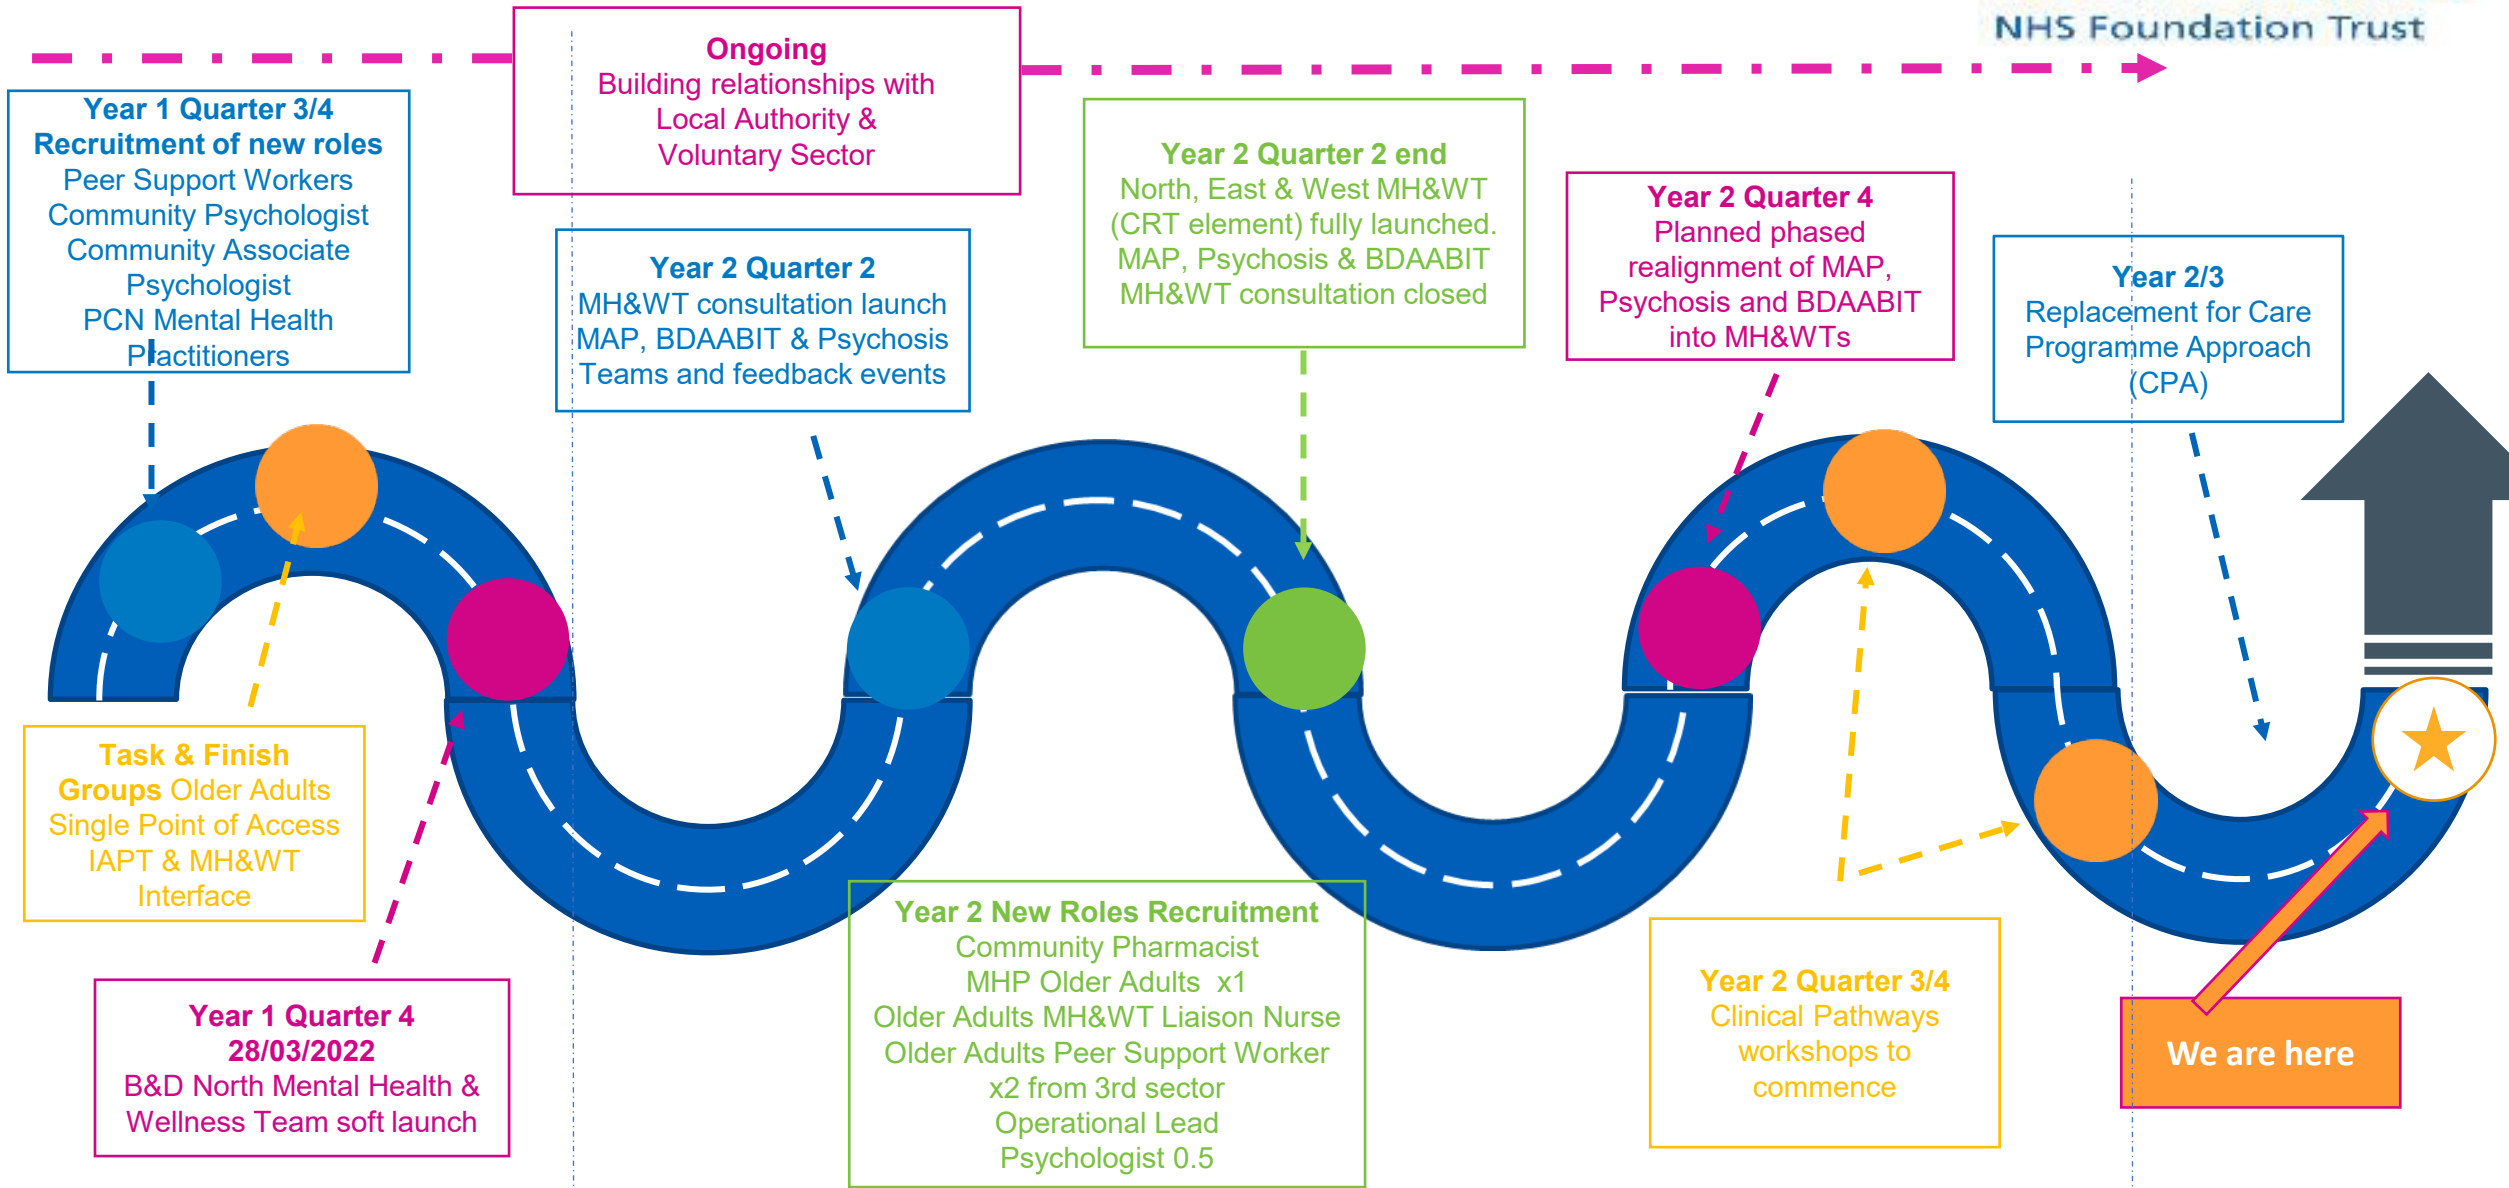 NHS Foundation Trust
Ongoing
Building relationships with
Local Authority &
Voluntary Sector
Year 1 Quarter 3/4
Recruitment of new roles
Peer Support Workers
Community Psychologist
Community Associate
Psychologist
PCN Mental Health
Practitioners
Year 2 Quarter 2
MH&WT consultation launch
MAP, BDAABIT & Psychosis
Teams and feedback events
Year 2 Quarter 2 end
North, East & West MH&WT
(CRT element) fully launched.
MAP, Psychosis & BDAABIT
MH&WT consultation closed
Year 2 Quarter 4
Planned phased
realignment of MAP,
Psychosis and BDAABIT
into MH&WTs
Year 2/3
Replacement for Care
Programme Approach
(CPA)
Task & Finish
Groups Older Adults
Single Point of Access
IAPT & MH&WT
Interface
Year 1 Quarter 4
28/03/2022
B&D North Mental Health &
Wellness Team soft launch
Year 2 New Roles Recruitment
Community Pharmacist
MHP Older Adults x1
Older Adults MH&WT Liaison Nurse
Older Adults Peer Support Worker
x2 from 3rd sector
Operational Lead
Psychologist 0.5
Year 2 Quarter 3/4
Clinical Pathways
workshops to
commence
We are here